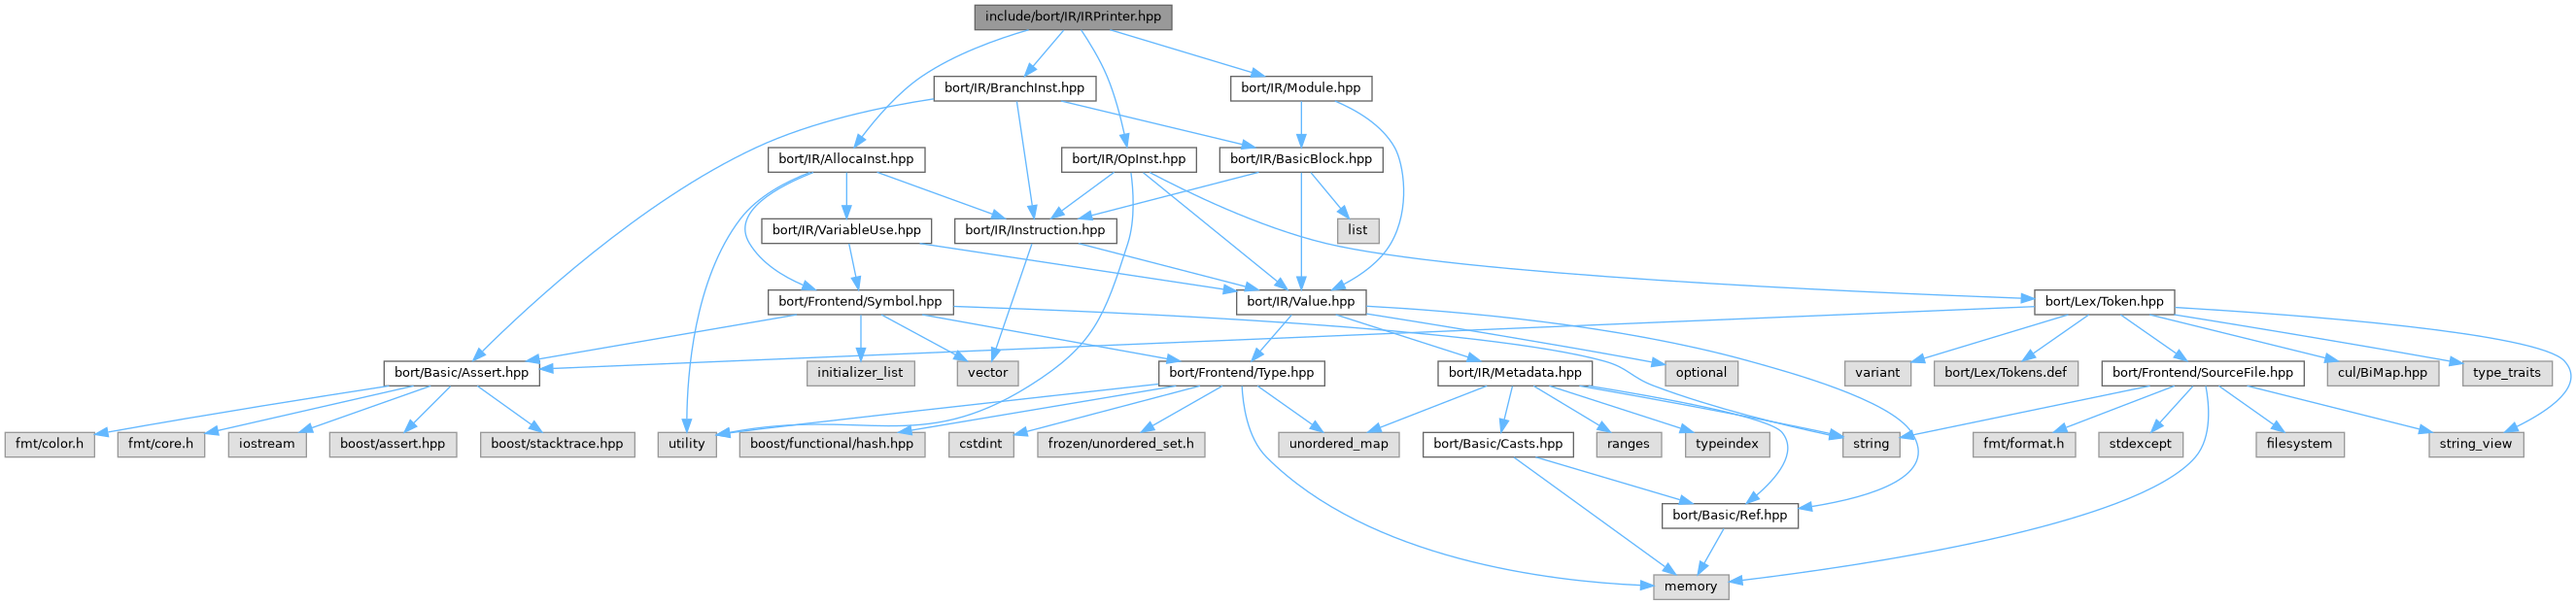 include/bort/IR/IRPrinter.hpp
bort/IR/BranchInst.hpp
bort/IR/Module.hpp
bort/IR/AllocaInst.hpp
bort/IR/OpInst.hpp
bort/IR/BasicBlock.hpp
bort/IR/VariableUse.hpp
bort/IR/Instruction.hpp
list
bort/Frontend/Symbol.hpp
bort/IR/Value.hpp
bort/Lex/Token.hpp
bort/Basic/Assert.hpp
initializer_list
vector
bort/Frontend/Type.hpp
bort/IR/Metadata.hpp
optional
variant
bort/Lex/Tokens.def
bort/Frontend/SourceFile.hpp
cul/BiMap.hpp
type_traits
fmt/color.h
fmt/core.h
iostream
boost/assert.hpp
boost/stacktrace.hpp
utility
boost/functional/hash.hpp
cstdint
frozen/unordered_set.h
unordered_map
bort/Basic/Casts.hpp
ranges
typeindex
string
fmt/format.h
stdexcept
filesystem
string_view
bort/Basic/Ref.hpp
memory